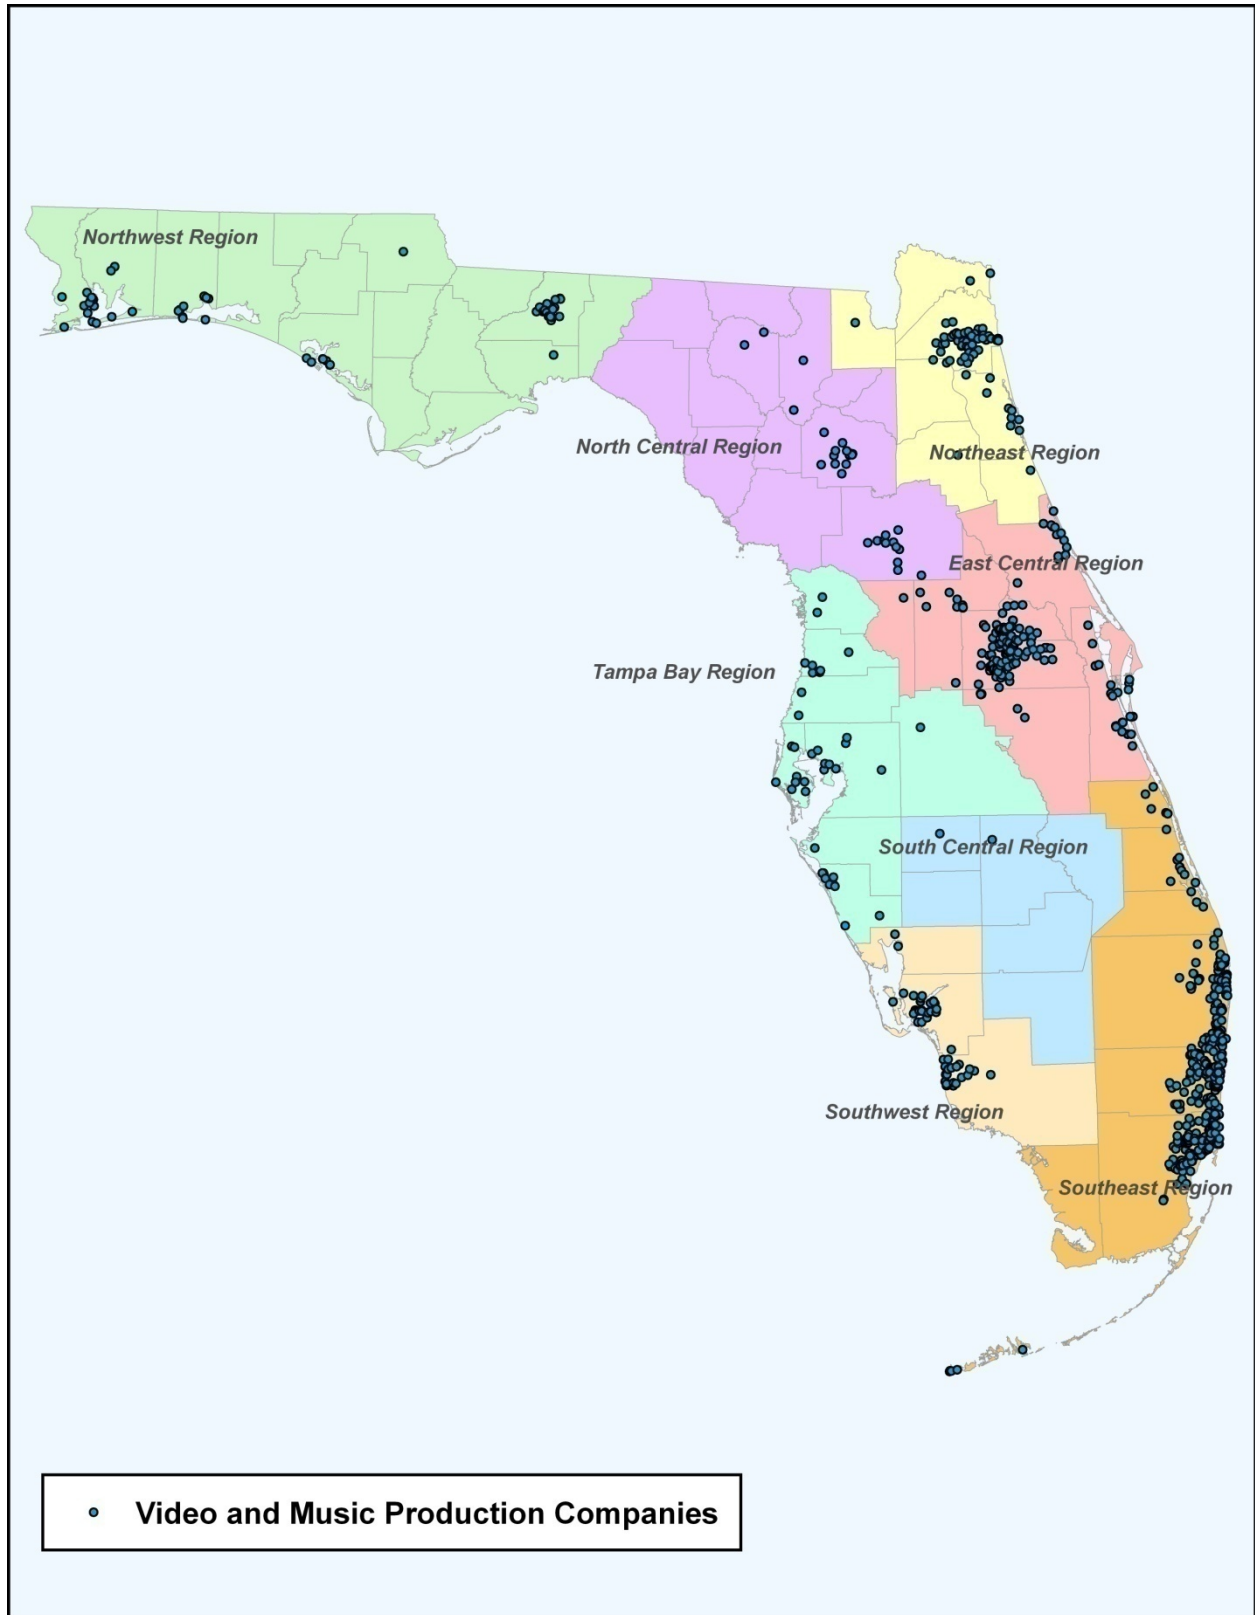 Northwest Region
North Central Region
Northeast Region
East Central Region
Tampa Bay Region
South Central Region
Southwest Region
Southeast Region
Video and Music Production Companies